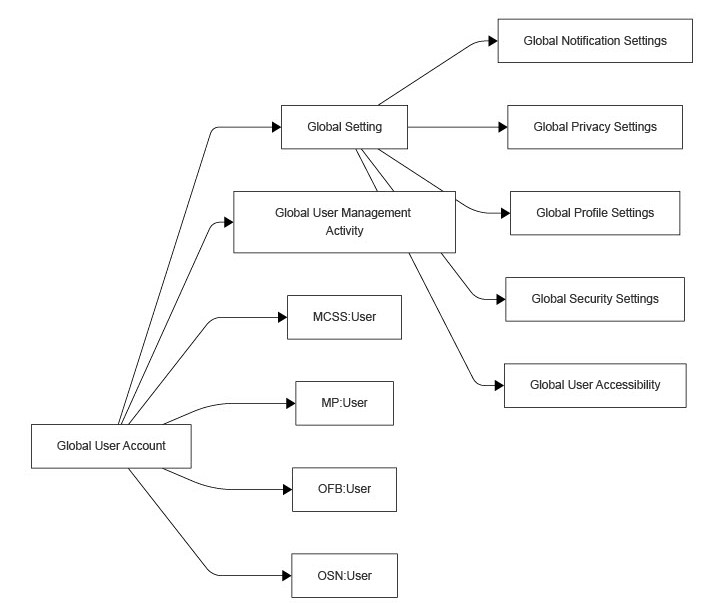 Global Notification Settings
Global Setting
Global Privacy Settings
Global User Management
Activity
Global Profile Settings
Global Security Settings
MCSS:User
Global User Accessibility
MP:User
Global User Account
OFB:User
OSN:User